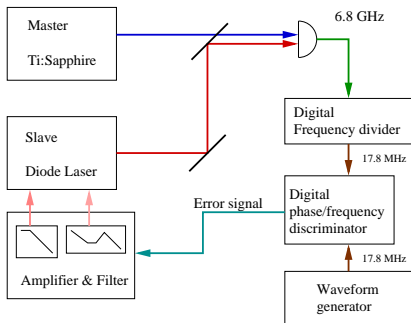 6.8 GHz
Master
Ti:Sapphire
Slave
Diode Laser
Digital
Frequency divider
17.8 MHz
Digital
phase/frequency
discriminator
Error signal
Amplifier & Filter
17.8 MHz
Waveform
generator